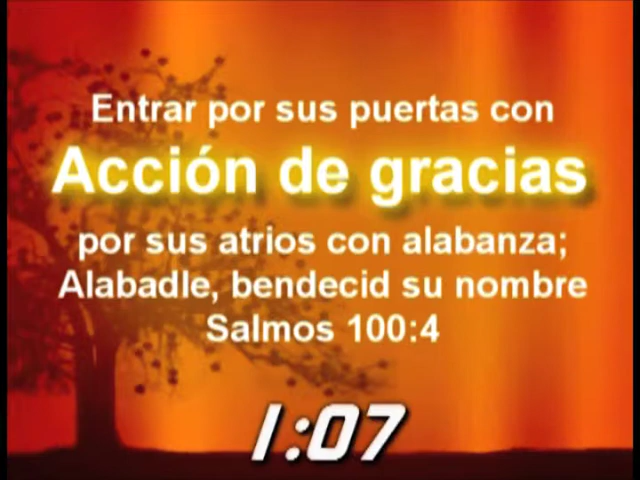 Entrar por sus puertas con
Acción de gracias
por sus atrios con alabanza;
Alabadle, bendecid su nombre
Salmos 100:4
1:07